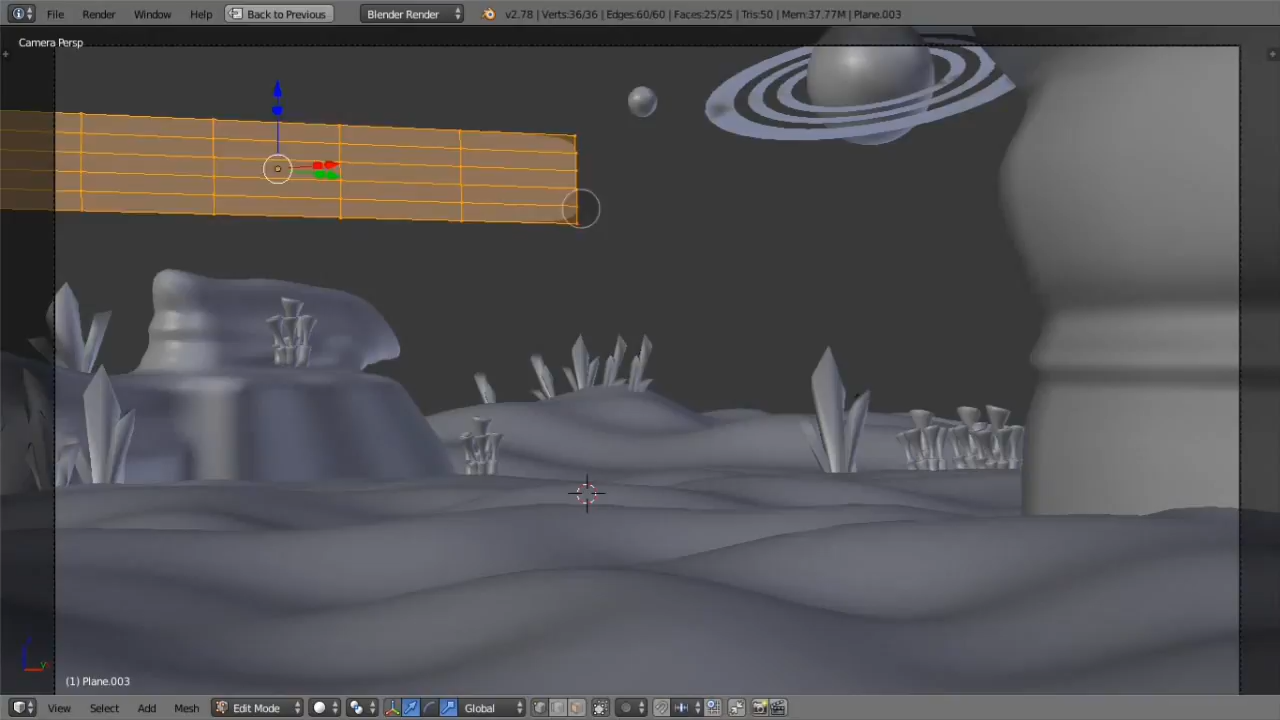 File Render Window Help Back to Previous Blender Render v2.78 | Verts:36/36 | Edges:60/60 | Faces:25/25 | Tris:50 | Mem:37.77M | Plane.003
Camera Persp
(1) Plane.003
View Select Add Mesh Edit Mode Global